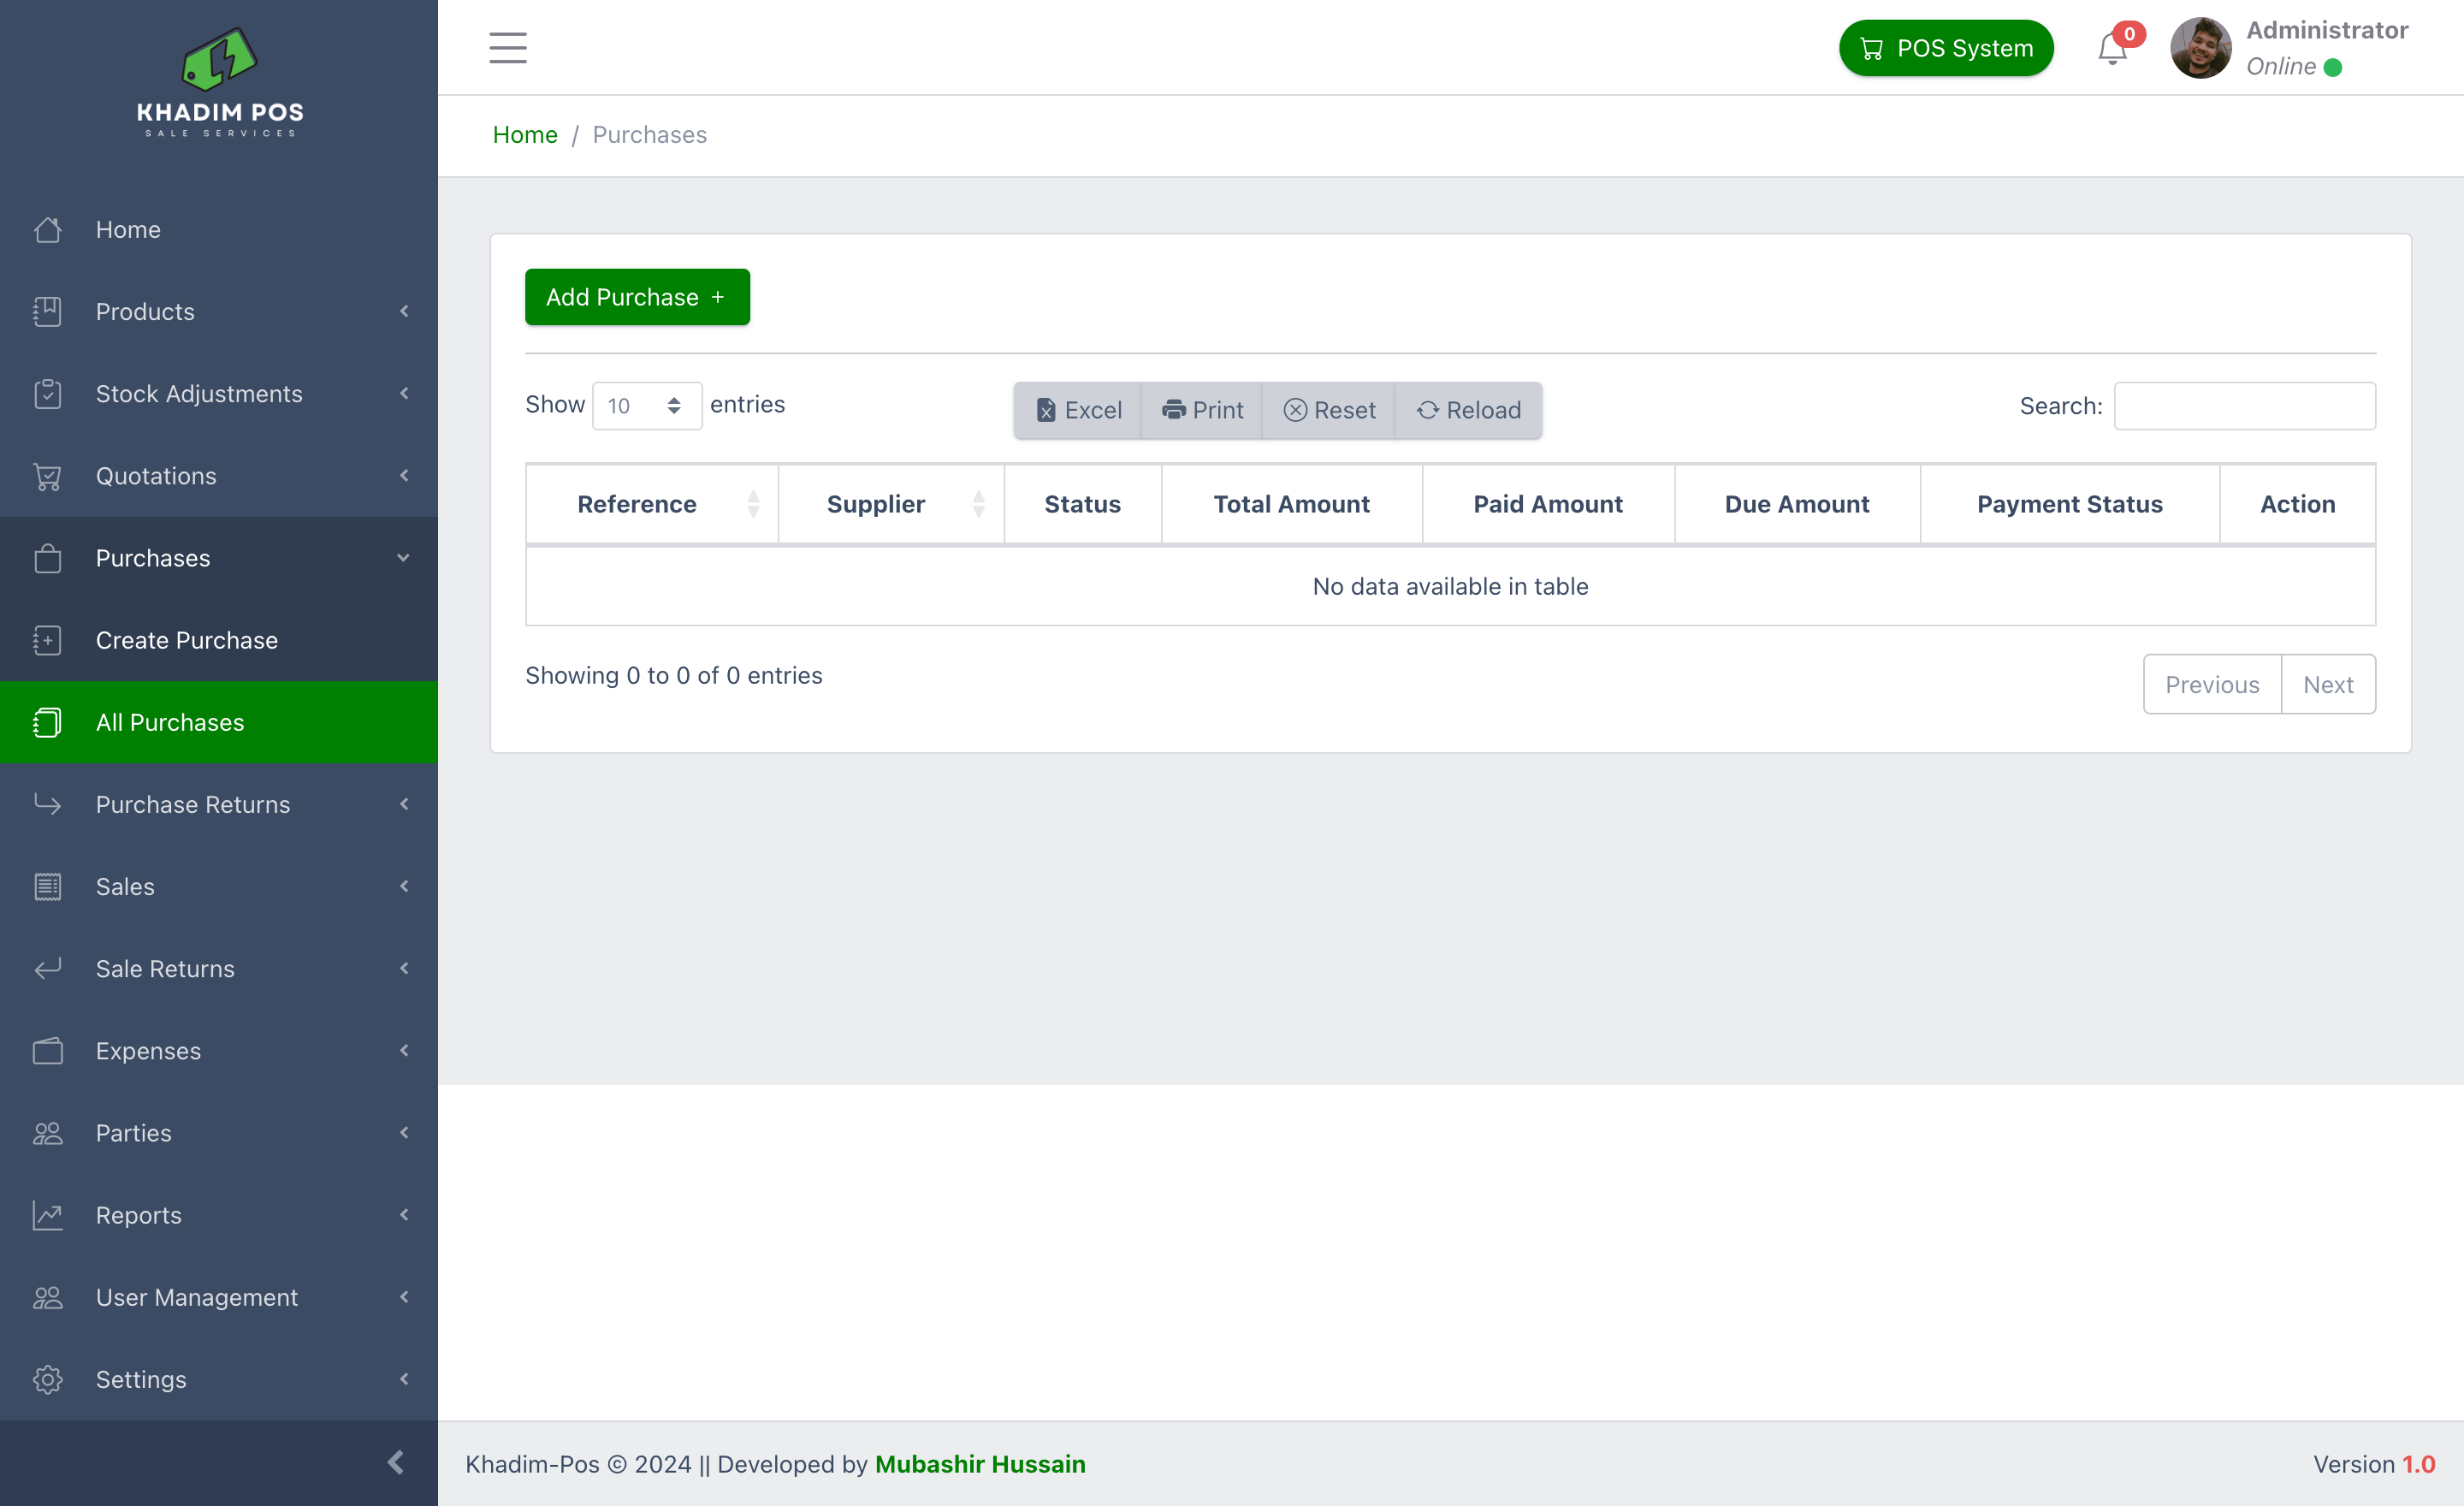 KHADIM POS
SALE SERVICES
Home
Products
Stock Adjustments
Quotations
Purchases
Create Purchase
All Purchases
Purchase Returns
Sales
Sale Returns
Expenses
Parties
Reports
User Management
Settings
POS System
0
Administrator
Online
Home / Purchases
Add Purchase +
Show 10 entries
Excel Print Reset Reload
Search:
Reference Supplier Status Total Amount Paid Amount Due Amount Payment Status Action
No data available in table
Showing 0 to 0 of 0 entries
Previous Next
Khadim-Pos © 2024 || Developed by Mubashir Hussain
Version 1.0